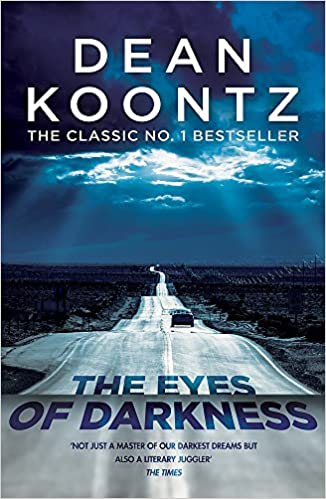 DEAN
KOONTZ
THE CLASSIC NO. 1 BESTSELLER
THE EYES
OF DARKNESS
‘NOT JUST A MASTER OF OUR DARKEST DREAMS BUT
ALSO A LITERARY JUGGLER’
THE TIMES